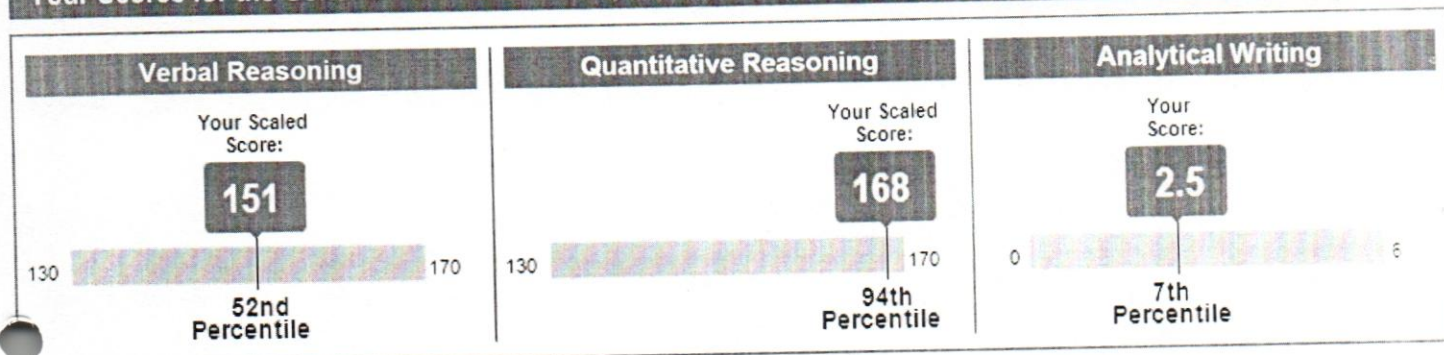 Verbal Reasoning
Your Scaled
Score:
151
130
170
52nd
Percentile
Quantitative Reasoning
Your Scaled
Score:
168
130
170
94th
Percentile
Analytical Writing
Your
Score:
2.5
0
6
7th
Percentile